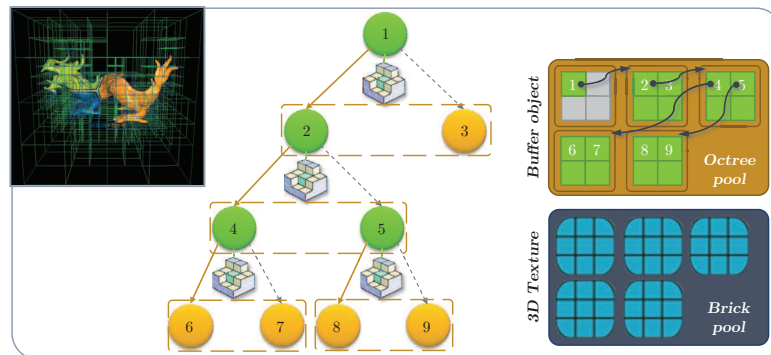 1
2
3
4
5
6
7
8
9
Buffer object
1
2 3
4 5
6 7
8 9
Octree
pool
3D Texture
Brick
pool